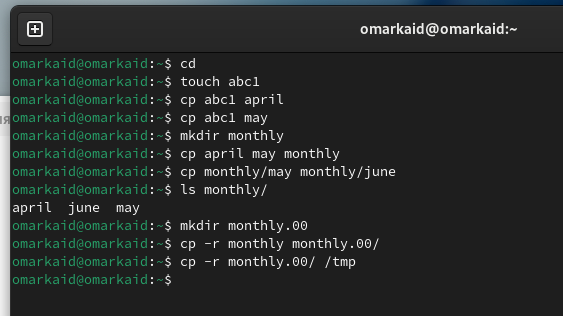 omarkaid@omarkaid:~
omarkaid@omarkaid:~$ cd
omarkaid@omarkaid:~$ touch abc1
omarkaid@omarkaid:~$ cp abc1 april
omarkaid@omarkaid:~$ cp abc1 may
omarkaid@omarkaid:~$ mkdir monthly
omarkaid@omarkaid:~$ cp april may monthly
omarkaid@omarkaid:~$ cp monthly/may monthly/june
omarkaid@omarkaid:~$ ls monthly/
april  june  may
omarkaid@omarkaid:~$ mkdir monthly.00
omarkaid@omarkaid:~$ cp -r monthly monthly.00/
omarkaid@omarkaid:~$ cp -r monthly.00/ /tmp
omarkaid@omarkaid:~$